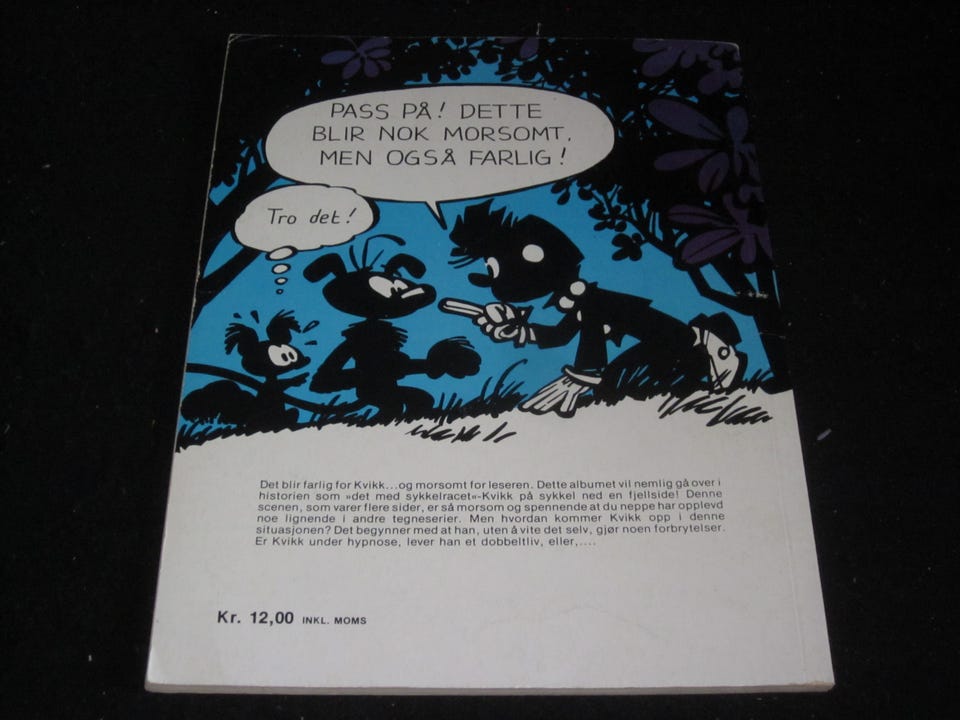 PASS PÅ! DETTE
BLIR NOK MORSOMT.
MEN OGSÅ FARLIG!
Tro det!
Det blir farlig for Kvikk...og morsomt for leseren. Dette albumet vil nemlig gå over i
historien som »det med sykkelracet«-Kvikk på sykkel ned en fjellside! Denne
scenen, som varer flere sider, er så morsom og spennende at du neppe har opplevd
noe lignende i andre tegneserier. Men hvordan kommer Kvikk opp i denne
situasjonen? Det begynner med at han, uten å vite det selv, gjør noen forbrytelser.
Er Kvikk under hypnose, lever han et dobbeltliv, eller,....
Kr. 12,00 INKL. MOMS